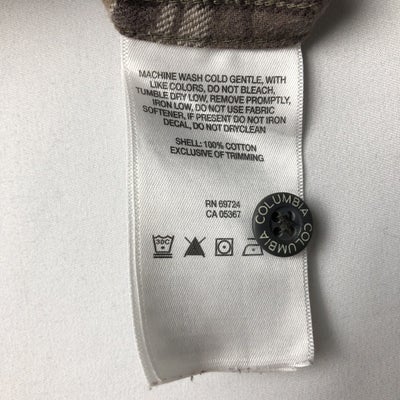 MACHINE WASH COLD GENTLE, WITH
LIKE COLORS, DO NOT BLEACH,
TUMBLE DRY LOW, REMOVE PROMPTLY,
IRON LOW, DO NOT USE FABRIC
SOFTENER, IF PRESENT DO NOT IRON
DECAL, DO NOT DRYCLEAN
SHELL: 100% COTTON
EXCLUSIVE OF TRIMMING
RN 69724
CA 05367
30C
COLUMBIA
COLUMBIA